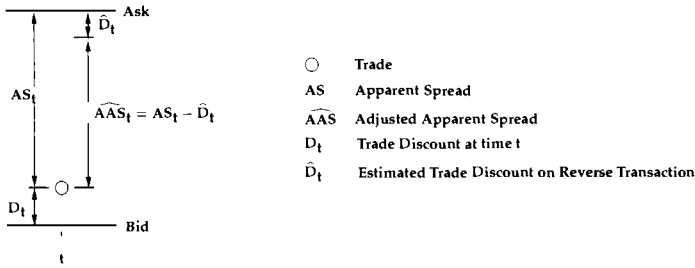 Ask
D̂t
ASt
ÂASt = ASt – D̂t
Dt
Bid
t
Trade
AS Apparent Spread
ÂAS Adjusted Apparent Spread
Dt Trade Discount at time t
D̂t Estimated Trade Discount on Reverse Transaction